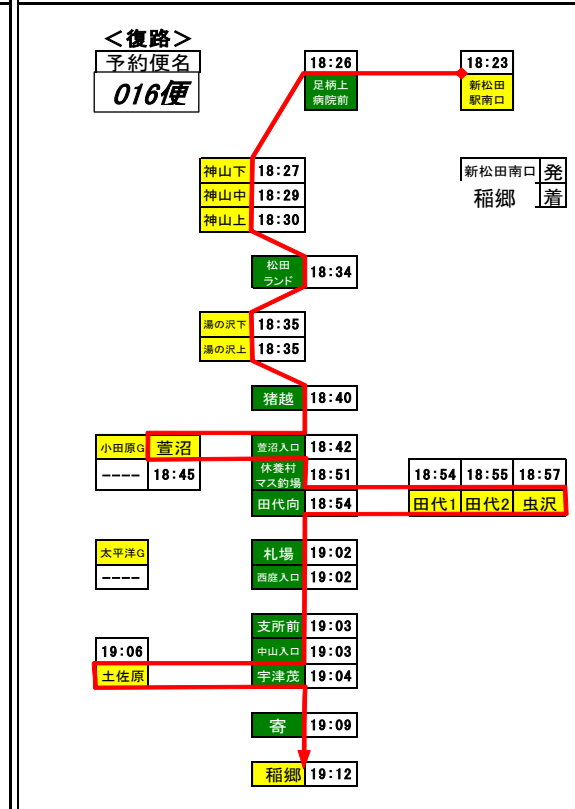 <復路>
予約便名
016便
18:26
足柄上
病院前
18:23
新松田
駅南口
新松田南口 発
稲郷 着
神山下 18:27
神山中 18:29
神山上 18:30
松田
ランド
18:34
湯の沢下 18:35
湯の沢上 18:35
猪越 18:40
小田原G 萱沼 萱沼入口 18:42
---- 18:45
休養村
マス釣場
18:51
18:54 18:55 18:57
田代向 18:54 田代1 田代2 虫沢
太平洋G 札場 19:02
---- 西庭入口 19:02
支所前 19:03
19:06 中山入口 19:03
土佐原 宇津茂 19:04
寄 19:09
稲郷 19:12